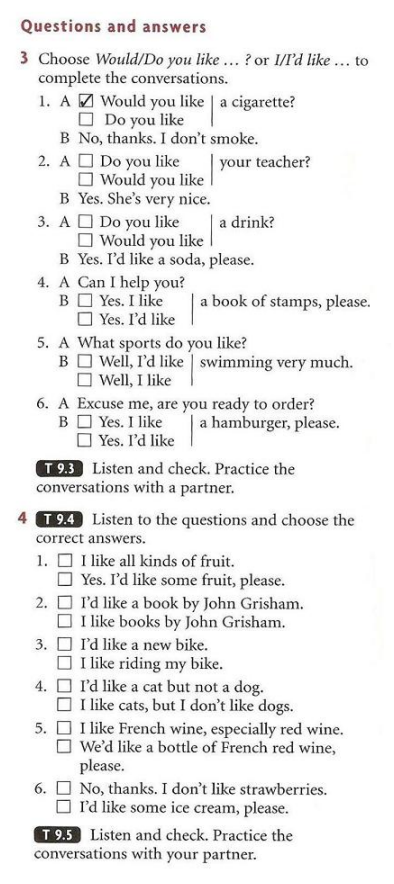 Questions and answers
3 Choose Would/Do you like ... ? or I/I'd like ... to
complete the conversations.
1. A ☑ Would you like | a cigarette?
☐ Do you like
B No, thanks. I don't smoke.
2. A ☐ Do you like | your teacher?
☐ Would you like
B Yes. She's very nice.
3. A ☐ Do you like | a drink?
☐ Would you like
B Yes. I'd like a soda, please.
4. A Can I help you?
B ☐ Yes. I like | a book of stamps, please.
☐ Yes. I'd like
5. A What sports do you like?
B ☐ Well, I'd like | swimming very much.
☐ Well, I like
6. A Excuse me, are you ready to order?
B ☐ Yes. I like | a hamburger, please.
☐ Yes. I'd like
T 9.3 Listen and check. Practice the
conversations with a partner.
4 T 9.4 Listen to the questions and choose the
correct answers.
1. ☐ I like all kinds of fruit.
☐ Yes. I'd like some fruit, please.
2. ☐ I'd like a book by John Grisham.
☐ I like books by John Grisham.
3. ☐ I'd like a new bike.
☐ I like riding my bike.
4. ☐ I'd like a cat but not a dog.
☐ I like cats, but I don't like dogs.
5. ☐ I like French wine, especially red wine.
☐ We'd like a bottle of French red wine,
please.
6. ☐ No, thanks. I don't like strawberries.
☐ I'd like some ice cream, please.
T 9.5 Listen and check. Practice the
conversations with your partner.